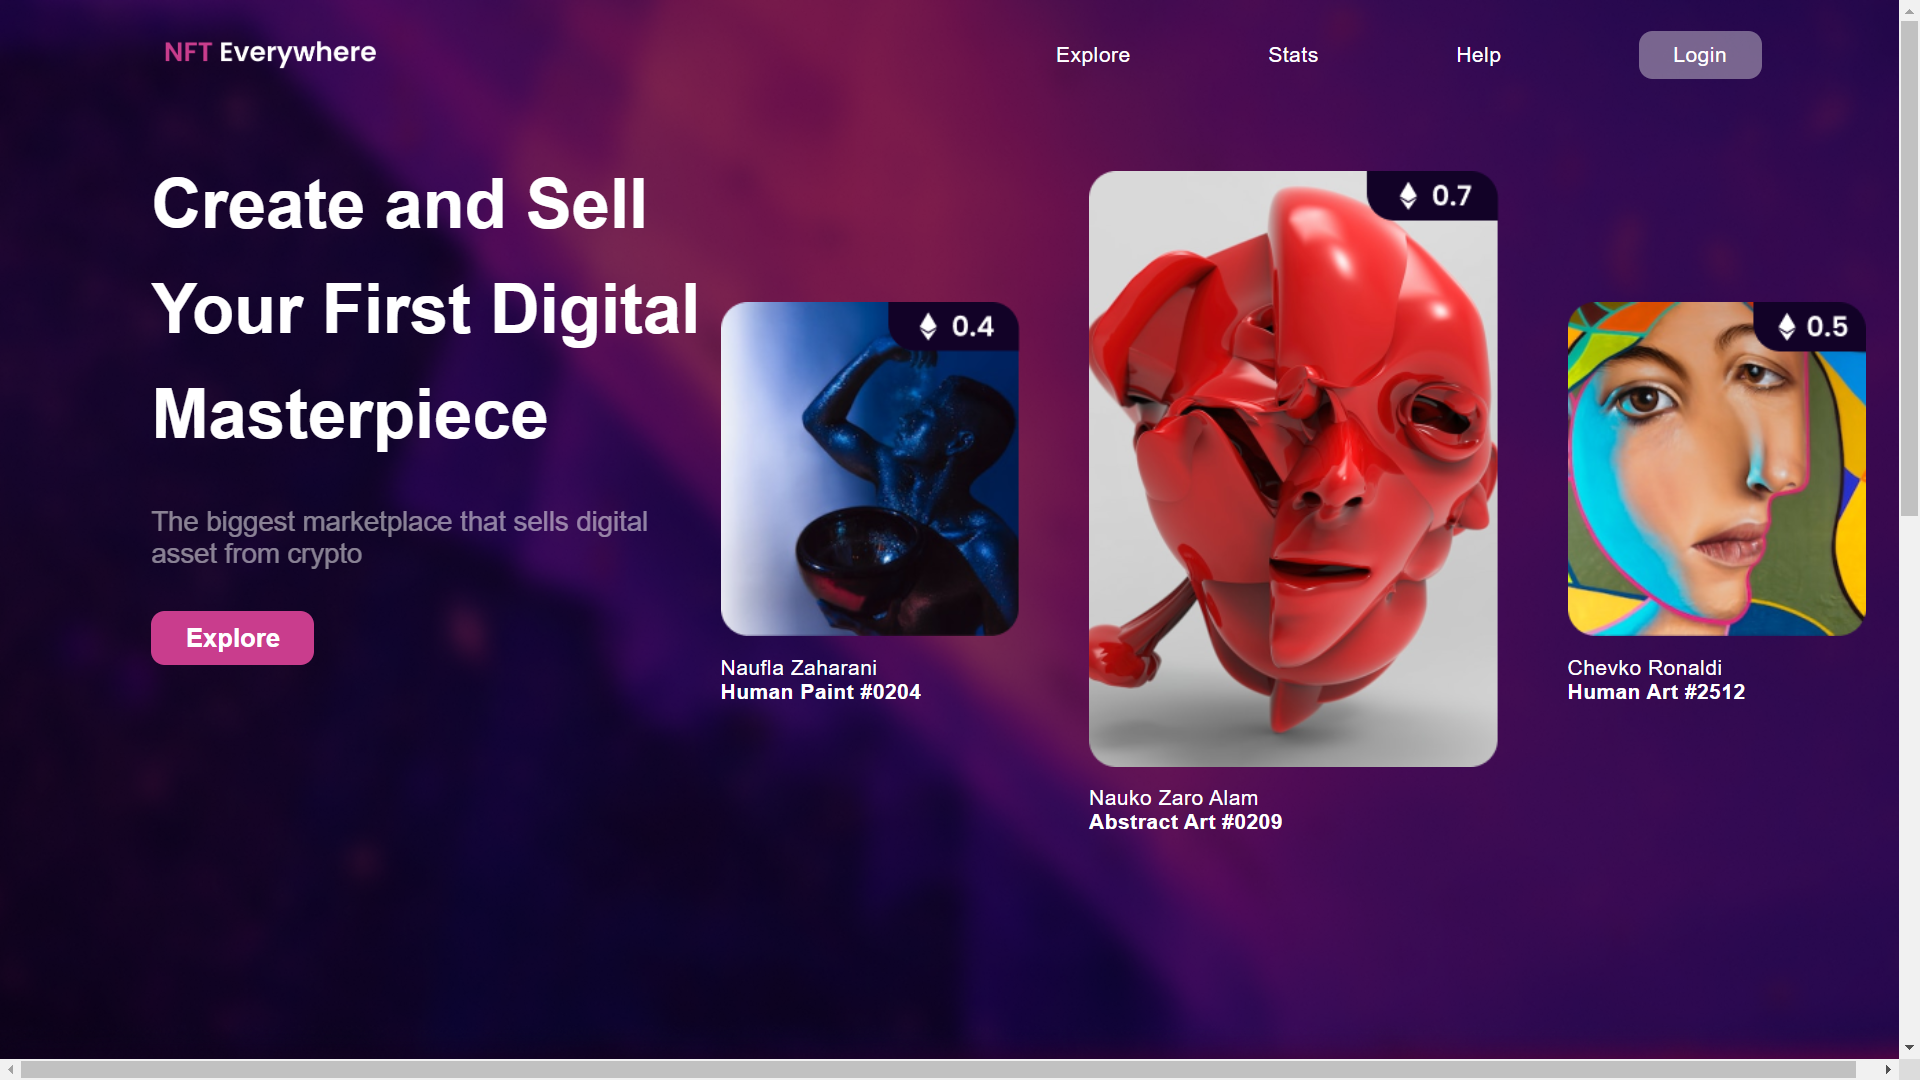 NFT Everywhere
Explore
Stats
Help
Login
Create and Sell
Your First Digital
Masterpiece
The biggest marketplace that sells digital
asset from crypto
Explore
0.4
Naufla Zaharani
Human Paint #0204
0.7
Nauko Zaro Alam
Abstract Art #0209
0.5
Chevko Ronaldi
Human Art #2512